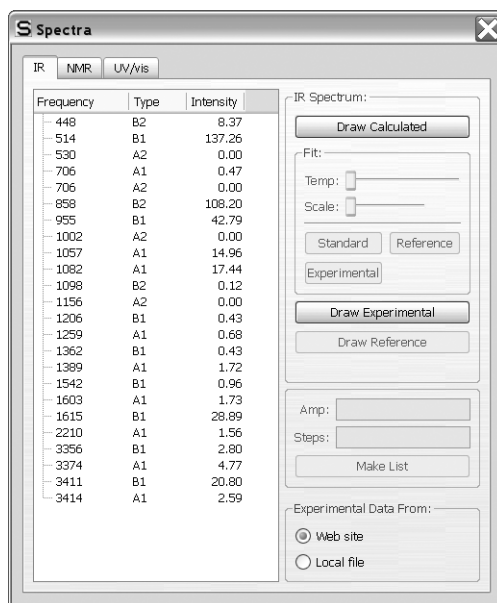 S Spectra
IR NMR UV/vis
Frequency Type Intensity
448 B2 8.37
514 B1 137.26
530 A2 0.00
706 A1 0.47
706 A2 0.00
858 B2 108.20
955 B1 42.79
1002 A2 0.00
1057 A1 14.96
1082 A1 17.44
1098 B2 0.12
1156 A2 0.00
1206 B1 0.43
1259 A1 0.68
1362 B1 0.43
1389 A1 1.72
1542 B1 0.96
1603 A1 1.73
1615 B1 28.89
2210 A1 1.56
3356 B1 2.80
3374 A1 4.77
3411 B1 20.80
3414 A1 2.59
IR Spectrum:
Draw Calculated
Fit:
Temp:
Scale:
Standard Reference
Experimental
Draw Experimental
Draw Reference
Amp:
Steps:
Make List
Experimental Data From:
Web site
Local file